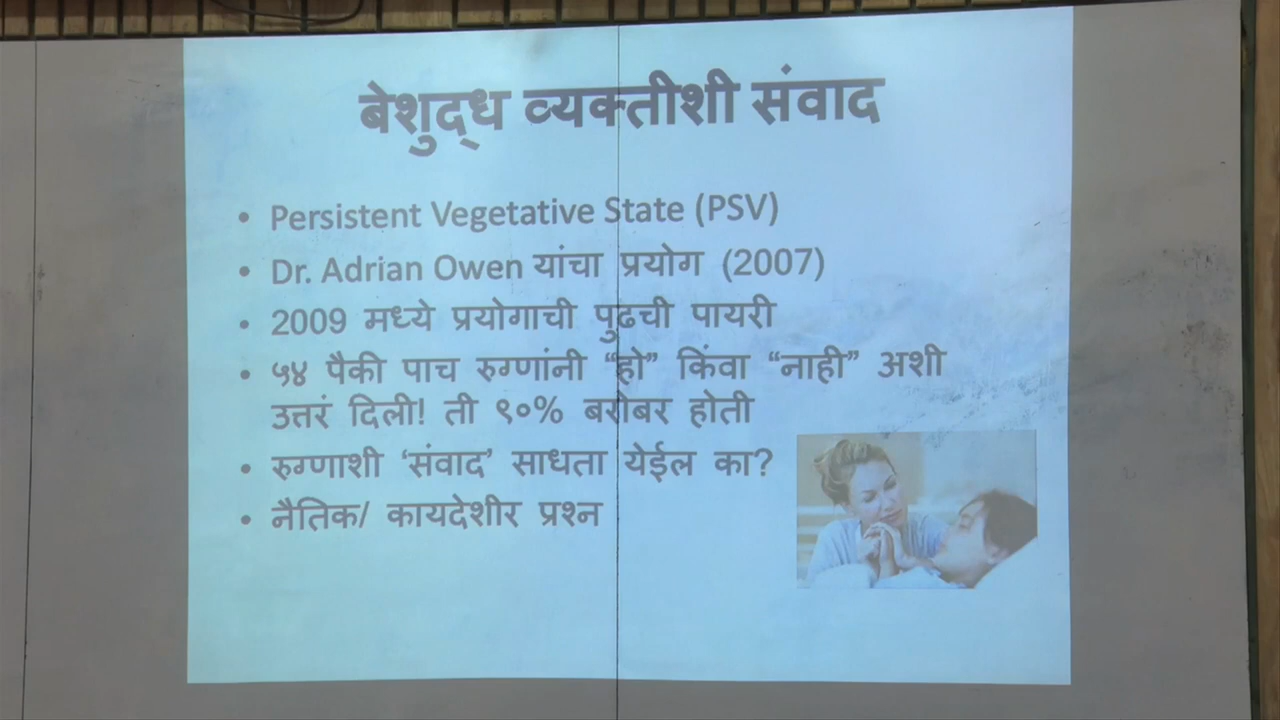 बेशुद्ध व्यक्तीशी संवाद
• Persistent Vegetative State (PSV)
• Dr. Adrian Owen यांचा प्रयोग (2007)
• 2009 मध्ये प्रयोगाची पुढची पायरी
• ५४ पैकी पाच रुग्णांनी “हो” किंवा “नाही” अशी
उत्तरं दिली! ती ९०% बरोबर होती
• रुग्णाशी ‘संवाद’ साधता येईल का?
• नैतिक/ कायदेशीर प्रश्न